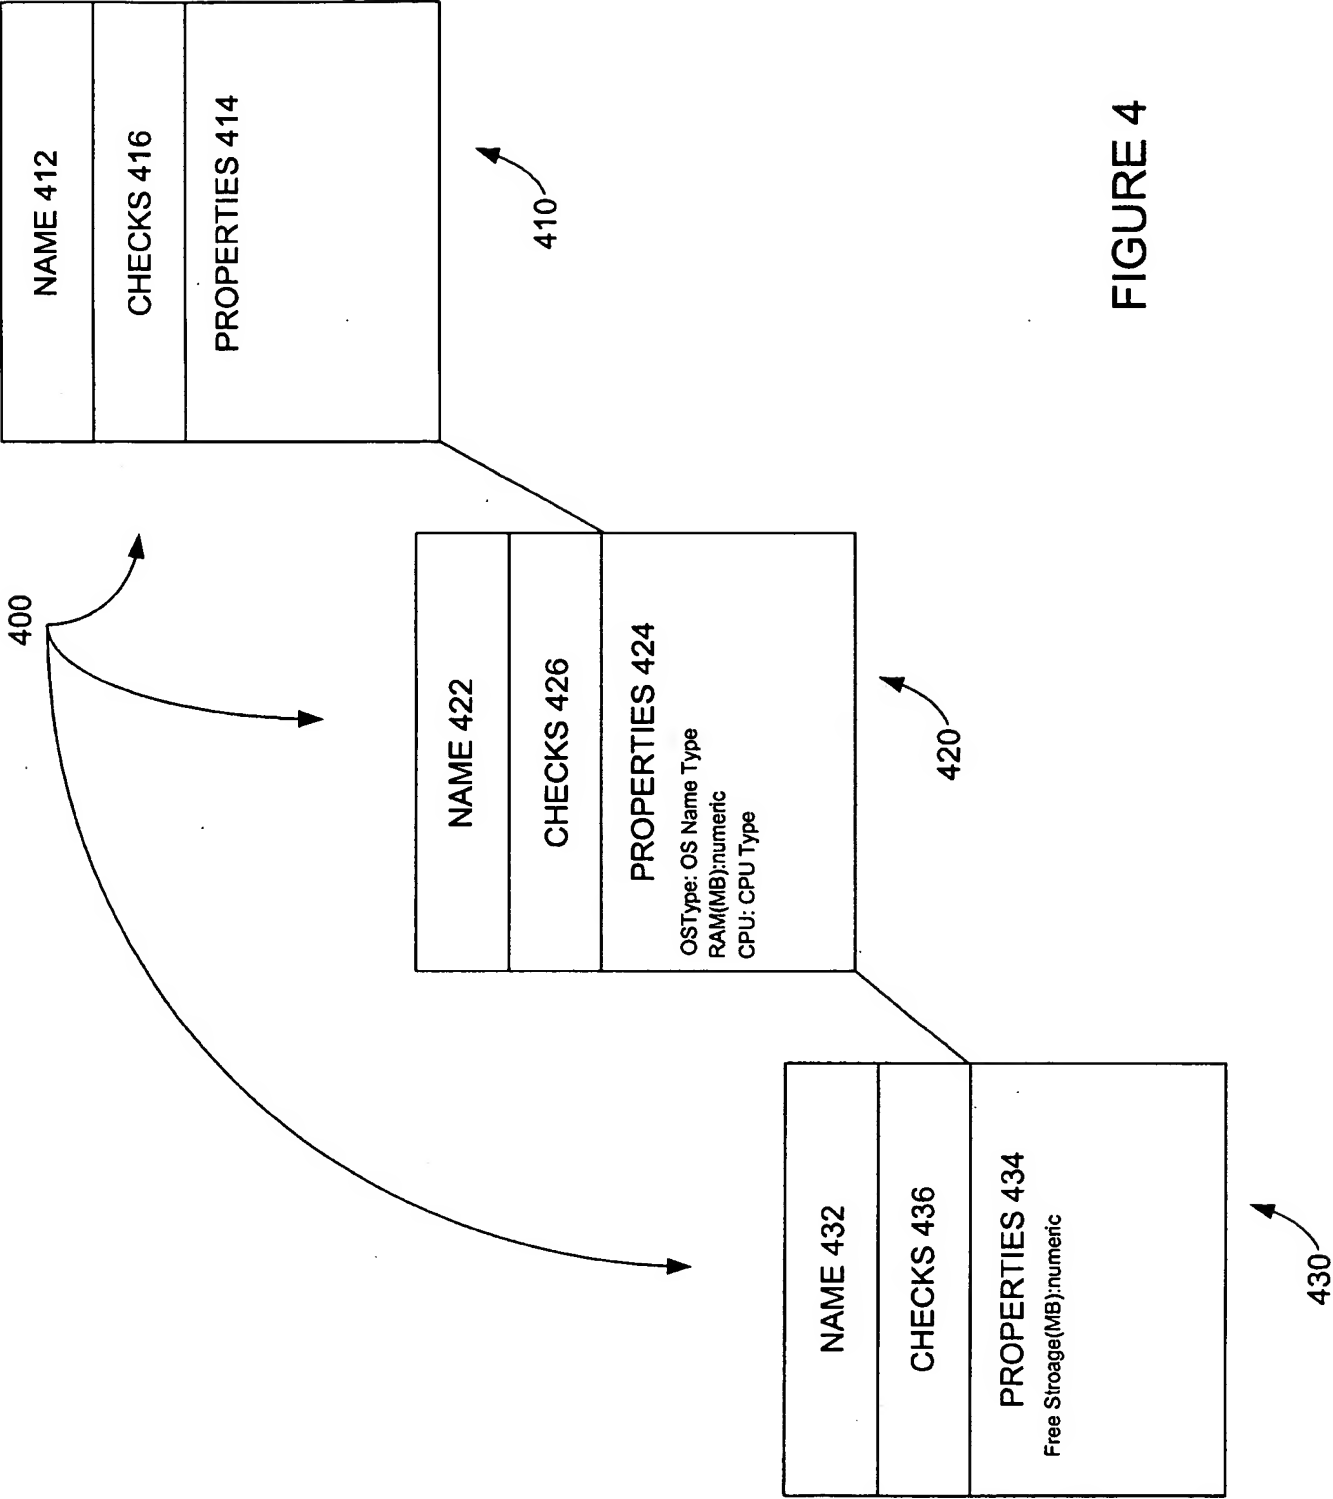 400
NAME 412
CHECKS 416
PROPERTIES 414
410
NAME 422
CHECKS 426
PROPERTIES 424
OSType: OS Name Type
RAM(MB):numeric
CPU: CPU Type
420
NAME 432
CHECKS 436
PROPERTIES 434
Free Stroage(MB):numeric
430
FIGURE 4